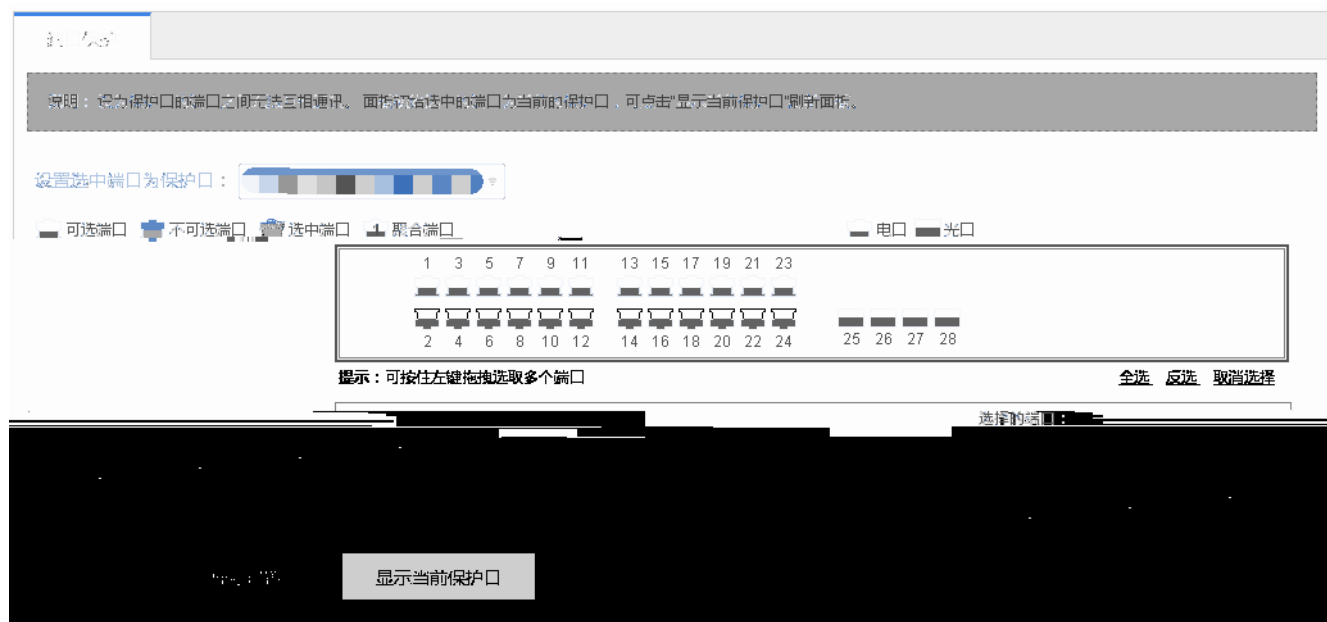 说明：设为保护口的端口之间无法互相通讯。 面板初始选中的端口为当前的保护口，可点击"显示当前保护口"刷新面板。
设置选中端口为保护口：
可选端口 不可选端口 选中端口 聚合端口 电口 光口
1 3 5 7 9 11 13 15 17 19 21 23
2 4 6 8 10 12 14 16 18 20 22 24 25 26 27 28
提示：可按住左键拖拽选取多个端口 全选 反选 取消选择
选择的端口：
显示当前保护口